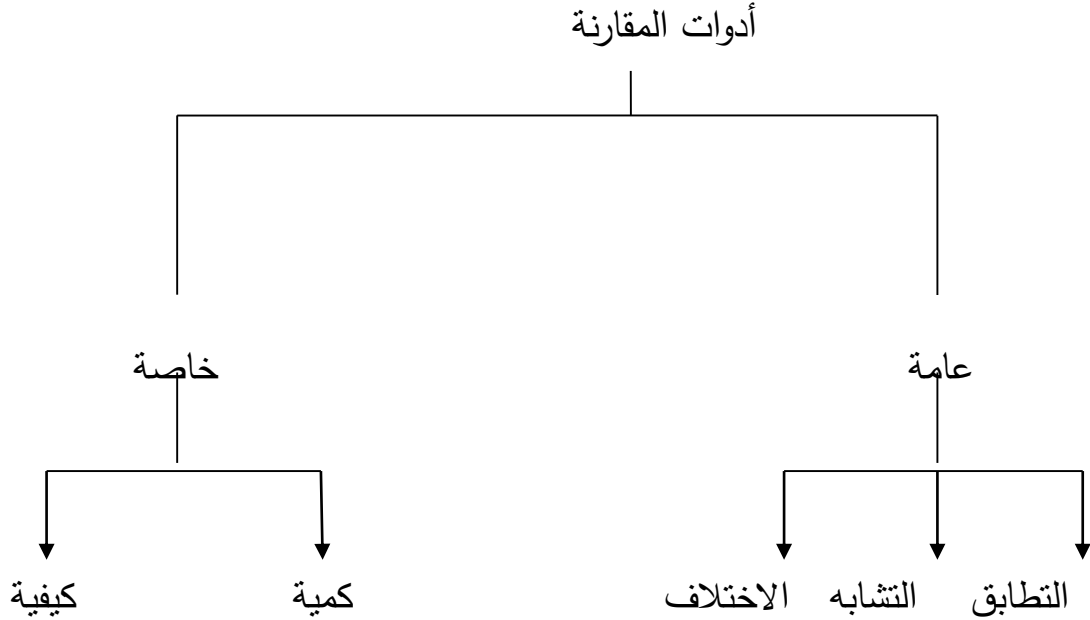 أدوات المقارنة
عامة خاصة
التطابق التشابه الاختلاف كمية كيفية